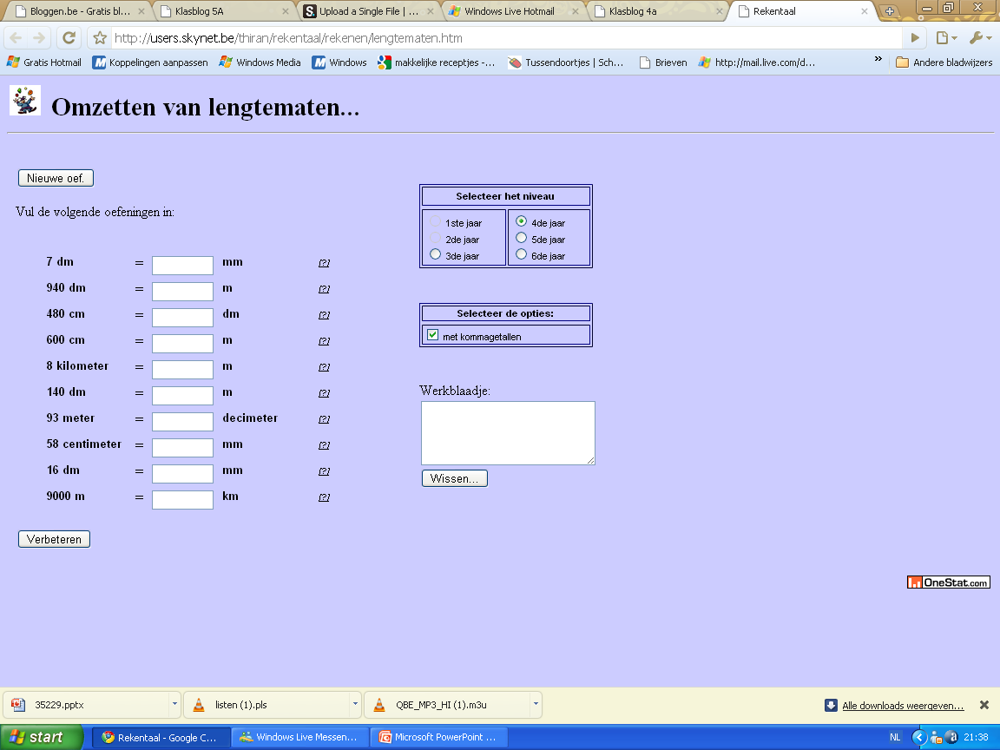 Bloggen.be - Gratis bl...
Klasblog 5A
Upload a Single File | ...
Windows Live Hotmail
Klasblog 4a
Rekentaal
http://users.skynet.be/thiran/rekentaal/rekenen/lengtematen.htm
Gratis Hotmail
Koppelingen aanpassen
Windows Media
Windows
makkelijke receptjes -...
Tussendoortjes | Sch...
Brieven
http://mail.live.com/d...
»
Andere bladwijzers
Omzetten van lengtematen...
Nieuwe oef.
Vul de volgende oefeningen in:
7 dm = mm [?]
940 dm = m [?]
480 cm = dm [?]
600 cm = m [?]
8 kilometer = m [?]
140 dm = m [?]
93 meter = decimeter [?]
58 centimeter = mm [?]
16 dm = mm [?]
9000 m = km [?]
Verbeteren
Selecteer het niveau
1ste jaar 4de jaar
2de jaar 5de jaar
3de jaar 6de jaar
Selecteer de opties:
met kommagetallen
Werkblaadje:
Wissen...
OneStat.com
35229.pptx
listen (1).pls
QBE_MP3_HI (1).m3u
Alle downloads weergeven...
start
Rekentaal - Google C...
Windows Live Messen...
Microsoft PowerPoint ...
NL
21:38